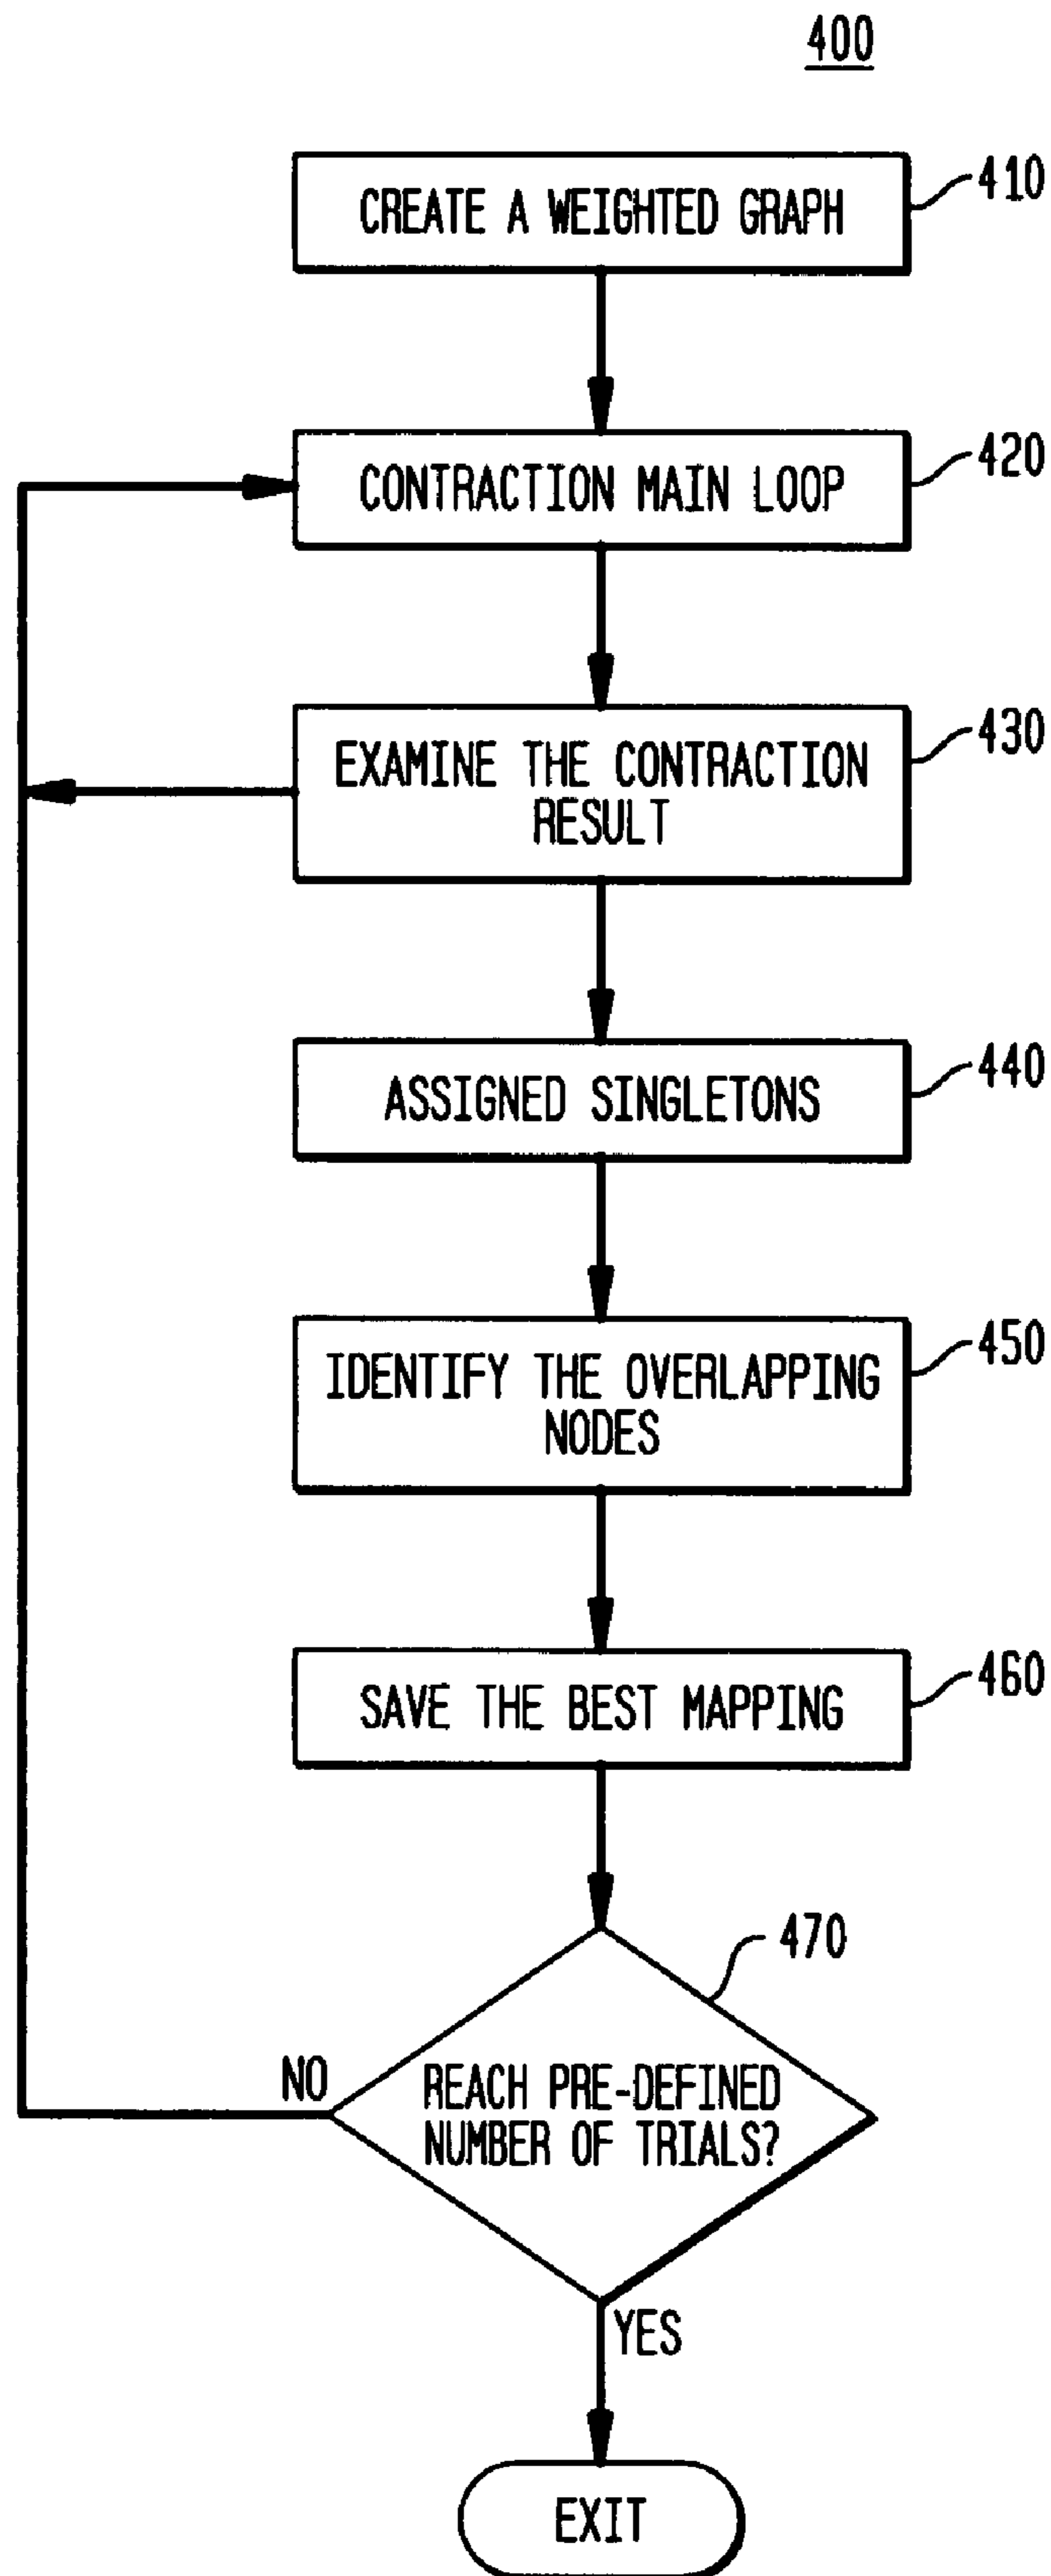 400
CREATE A WEIGHTED GRAPH
410
CONTRACTION MAIN LOOP
420
EXAMINE THE CONTRACTION
RESULT
430
ASSIGNED SINGLETONS
440
IDENTIFY THE OVERLAPPING
NODES
450
SAVE THE BEST MAPPING
460
470
NO
REACH PRE-DEFINED
NUMBER OF TRIALS?
YES
EXIT